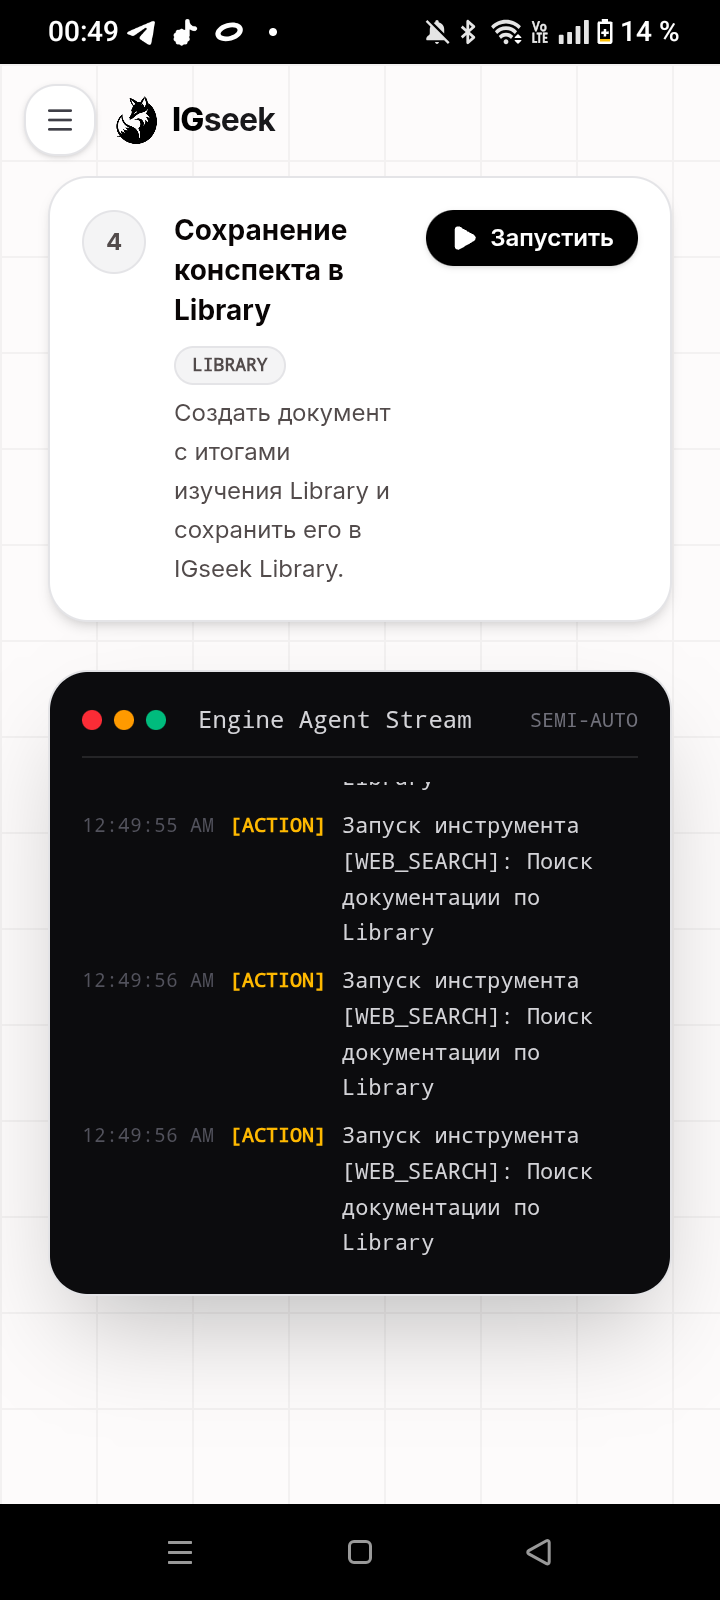 00:49
Vo LTE
14 %
IGseek
4
Сохранение
конспекта в
Library
Запустить
LIBRARY
Создать документ
с итогами
изучения Library и
сохранить его в
IGseek Library.
Engine Agent Stream
SEMI-AUTO
Library
12:49:55 AM [ACTION] Запуск инструмента
[WEB_SEARCH]: Поиск
документации по
Library
12:49:56 AM [ACTION] Запуск инструмента
[WEB_SEARCH]: Поиск
документации по
Library
12:49:56 AM [ACTION] Запуск инструмента
[WEB_SEARCH]: Поиск
документации по
Library